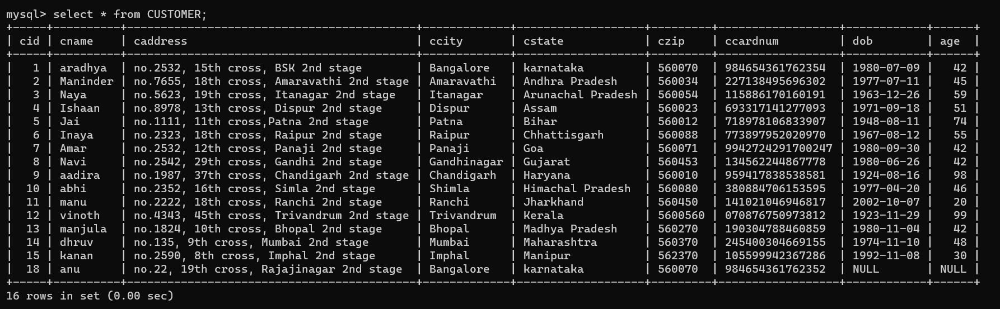 mysql> select * from CUSTOMER;
+-----+----------+-------------------------------------------+-------------+-------------------+---------+------------------+------------+------+
| cid | cname    | caddress                                  | ccity       | cstate            | czip    | ccardnum         | dob        | age  |
+-----+----------+-------------------------------------------+-------------+-------------------+---------+------------------+------------+------+
|   1 | aradhya  | no.2532, 15th cross, BSK 2nd stage        | Bangalore   | karnataka         | 560070  | 984654361762354  | 1980-07-09 |   42 |
|   2 | Maninder | no.7655, 18th cross, Amaravathi 2nd stage | Amaravathi  | Andhra Pradesh    | 560034  | 227138495696302  | 1977-07-11 |   45 |
|   3 | Naya     | no.5623, 19th cross, Itanagar 2nd stage   | Itanagar    | Arunachal Pradesh | 560054  | 115886170160191  | 1963-12-26 |   59 |
|   4 | Ishaan   | no.8978, 13th cross, Dispur 2nd stage     | Dispur      | Assam             | 560023  | 693317141277093  | 1971-09-18 |   51 |
|   5 | Jai      | no.1111, 11th cross,Patna 2nd stage       | Patna       | Bihar             | 560012  | 718978106833907  | 1948-08-11 |   74 |
|   6 | Inaya    | no.2323, 18th cross, Raipur 2nd stage     | Raipur      | Chhattisgarh      | 560088  | 773897952020970  | 1967-08-12 |   55 |
|   7 | Amar     | no.2532, 12th cross, Panaji 2nd stage     | Panaji      | Goa               | 560071  | 9942724291700247 | 1980-09-30 |   42 |
|   8 | Navi     | no.2542, 29th cross, Gandhi 2nd stage     | Gandhinagar | Gujarat           | 560453  | 134562244867778  | 1980-06-26 |   42 |
|   9 | aadira   | no.1987, 37th cross, Chandigarh 2nd stage | Chandigarh  | Haryana           | 560010  | 959417838538581  | 1924-08-16 |   98 |
|  10 | abhi     | no.2352, 16th cross, Simla 2nd stage      | Shimla      | Himachal Pradesh  | 560080  | 380884706153595  | 1977-04-20 |   46 |
|  11 | manu     | no.2222, 18th cross, Ranchi 2nd stage     | Ranchi      | Jharkhand         | 560450  | 141021046946817  | 2002-10-07 |   20 |
|  12 | vinoth   | no.4343, 45th cross, Trivandrum 2nd stage | Trivandrum  | Kerala            | 5600560 | 070876750973812  | 1923-11-29 |   99 |
|  13 | manjula  | no.1824, 10th cross, Bhopal 2nd stage     | Bhopal      | Madhya Pradesh    | 560270  | 190304788460859  | 1980-11-04 |   42 |
|  14 | dhruv    | no.135, 9th cross, Mumbai 2nd stage       | Mumbai      | Maharashtra       | 560370  | 245400304669155  | 1974-11-10 |   48 |
|  15 | kanan    | no.2590, 8th cross, Imphal 2nd stage      | Imphal      | Manipur           | 562370  | 105599942367286  | 1992-11-08 |   30 |
|  18 | anu      | no.22, 19th cross, Rajajinagar 2nd stage  | Bangalore   | karnataka         | 560070  | 984654361762352  | NULL       | NULL |
+-----+----------+-------------------------------------------+-------------+-------------------+---------+------------------+------------+------+
16 rows in set (0.00 sec)